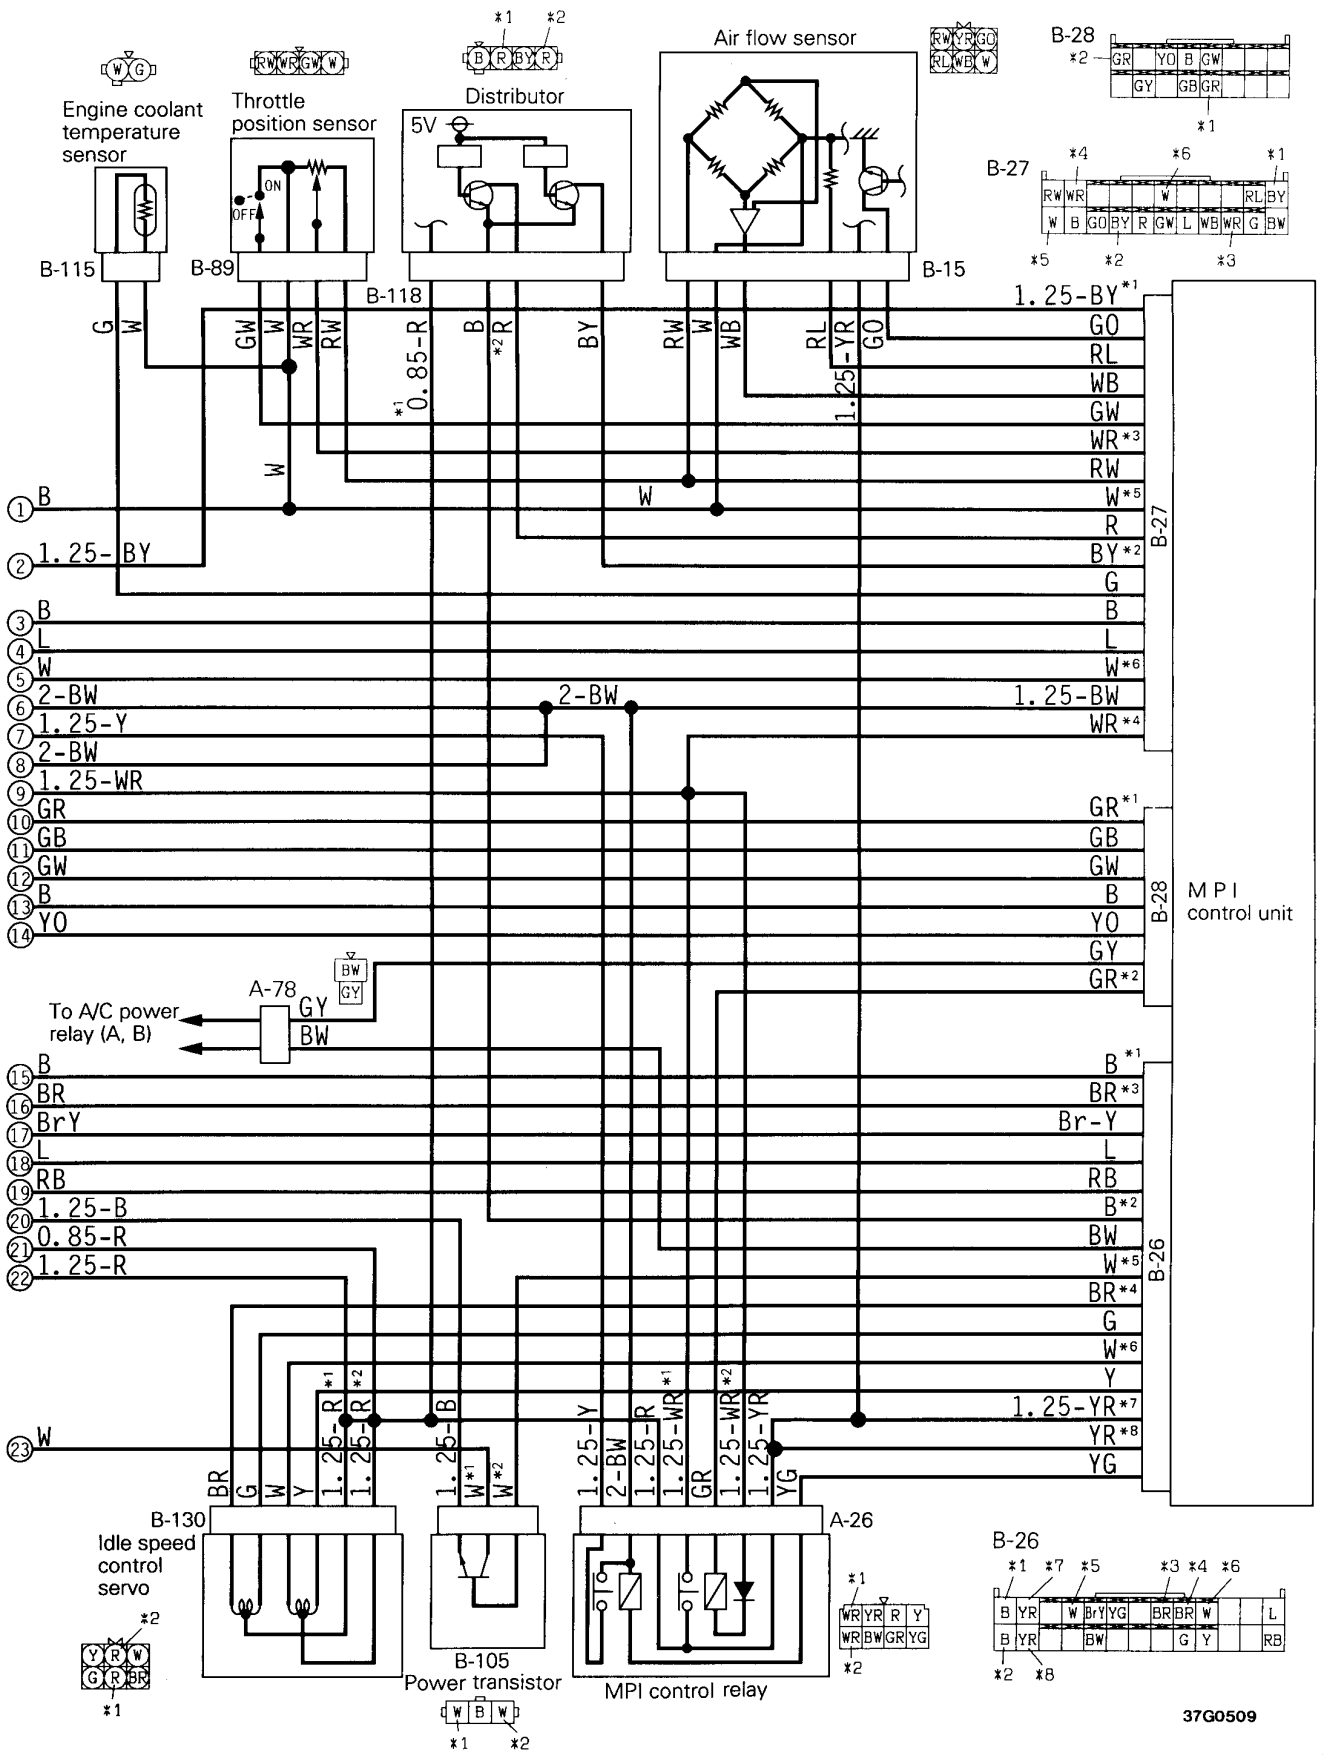 *1 *2
W G
RW WR GW W
B R BY R
Air flow sensor
RW YR GO
RL WB W
B-28
*2 GR YO B GW
GY GB GR
*1
Engine coolant
temperature
sensor
Throttle
position sensor
Distributor
5V
ON
OFF
B-27
*4 *6 *1
RW WR W RL BY
W B GO BY R GW L WB WR G BW
*5 *2 *3
B-115
B-89
B-118
B-15
G
W
GW
W
WR
RW
*1 0.85-R
B
*2 R
BY
RW
W
WB
RL
1.25-YR
GO
1.25-BY*1
GO
RL
WB
GW
WR*3
RW
W
1 B
W
W*5
R
2 1.25-BY
BY*2
G
B-27
3 B
B
4 L
L
5 W
W*6
6 2-BW
2-BW
1.25-BW
7 1.25-Y
WR*4
8 2-BW
9 1.25-WR
10 GR
GR*1
11 GB
GB
12 GW
GW
13 B
B
14 YO
YO
B-28
MPI
control unit
GY
GR*2
BW
GY
A-78
GY
BW
To A/C power
relay (A, B)
15 B
B*1
16 BR
BR*3
17 BrY
Br-Y
18 L
L
19 RB
RB
20 1.25-B
B*2
21 0.85-R
BW
22 1.25-R
W*5
B-26
BR*4
G
W*6
Y
1.25-YR*7
23 W
YR*8
YG
BR
G
W
Y
1.25-R*1
1.25-R*2
1.25-B
W*1
W*2
1.25-Y
2-BW
1.25-R
1.25-WR*1
GR
1.25-WR*2
1.25-YR
YG
B-130
Idle speed
control
servo
*2
Y R W
G R BR
*1
B-105
Power transistor
W B W
*1 *2
A-26
MPI control relay
*1
WR YR R Y
WR BW GR YG
*2
B-26
*1 *7 *5 *3 *4 *6
B YR W BrY YG BR BR W L
B YR BW G Y RB
*2 *8
37G0509